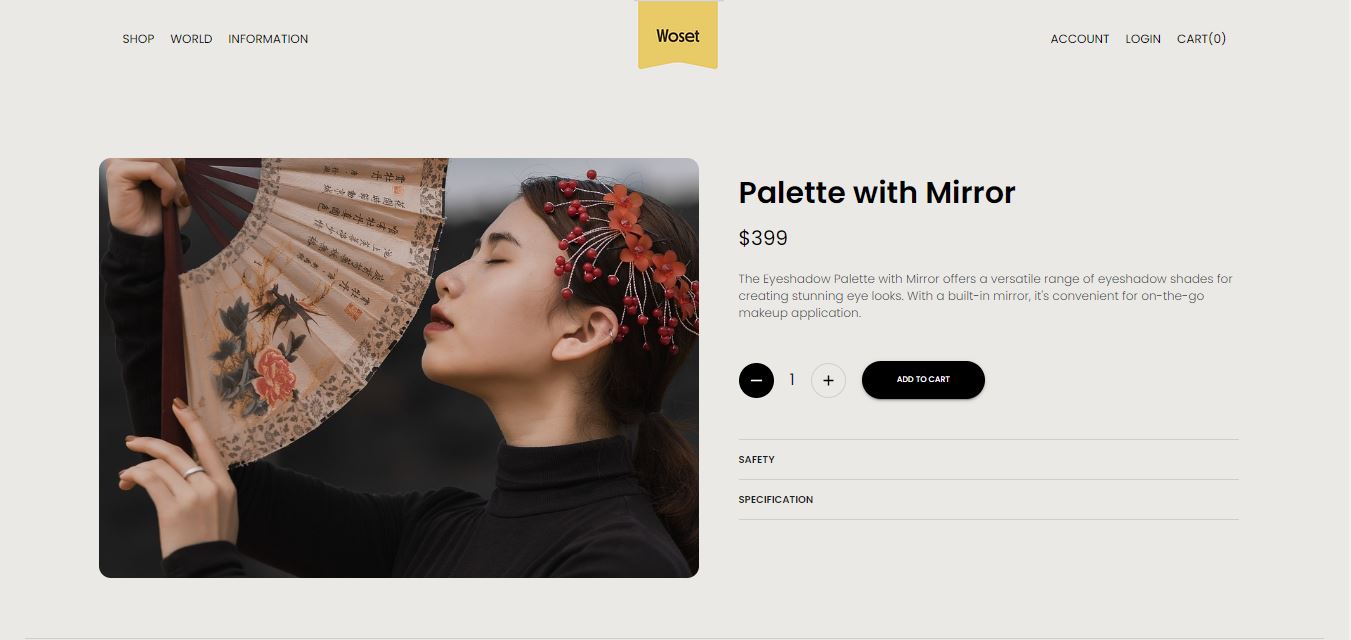 SHOP WORLD INFORMATION
Woset
ACCOUNT LOGIN CART(0)
Palette with Mirror
$399
The Eyeshadow Palette with Mirror offers a versatile range of eyeshadow shades for
creating stunning eye looks. With a built-in mirror, it's convenient for on-the-go
makeup application.
1
ADD TO CART
SAFETY
SPECIFICATION